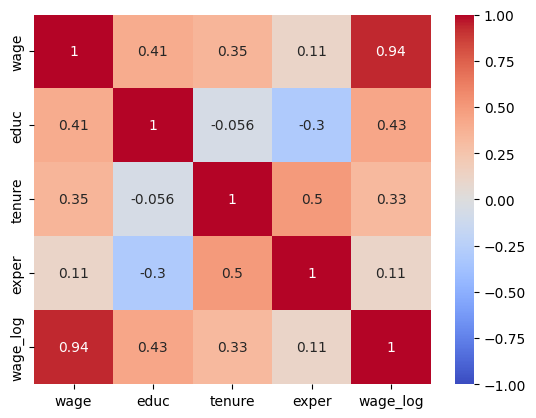 wage 1 0.41 0.35 0.11 0.94
educ 0.41 1 -0.056 -0.3 0.43
tenure 0.35 -0.056 1 0.5 0.33
exper 0.11 -0.3 0.5 1 0.11
wage_log 0.94 0.43 0.33 0.11 1
wage educ tenure exper wage_log
1.00
0.75
0.50
0.25
0.00
−0.25
−0.50
−0.75
−1.00